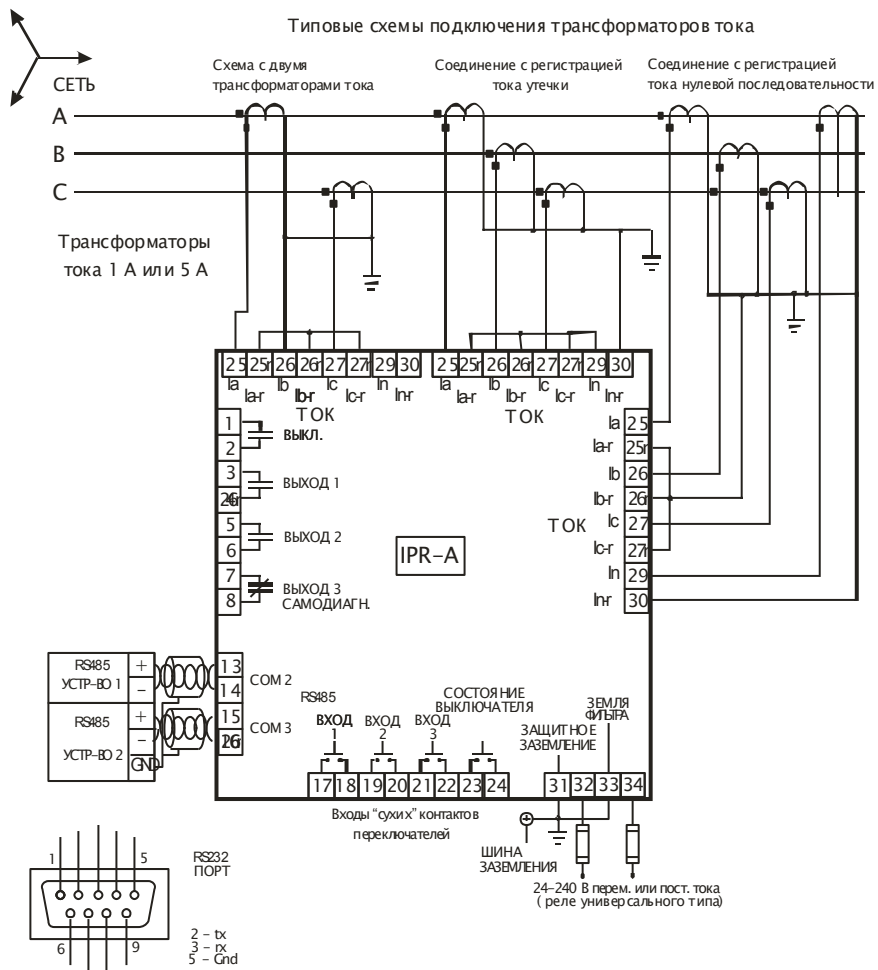 Типовые схемы подключения трансформаторов тока
Схема с двумя
трансформаторами тока
Соединение с регистрацией
тока утечки
Соединение с регистрацией
тока нулевой последовательности
СЕТЬ
A
B
C
Трансформаторы
тока 1 А или 5 А
25 25r 26 26r 27 27r 29 30
Ia Ia-r Ib Ib-r Ic Ic-r In In-r
ТОК
25 25r 26 26r 27 27r 29 30
Ia Ia-r Ib Ib-r Ic Ic-r In In-r
ТОК
Ia 25
Ia-r 25r
Ib 26
Ib-r 26r
Ic 27
Ic-r 27r
In 29
In-r 30
ТОК
1
2
ВЫКЛ.
3
ВЫХОД 1
5
6
ВЫХОД 2
7
8
ВЫХОД 3
САМОДИАГН.
IPR-A
RS485
УСТР-ВО 1
+
-
13
14
COM 2
RS485
УСТР-ВО 2
+
-
GND
15
COM 3
RS485
ВХОД
1
ВХОД
2
ВХОД
3
СОСТОЯНИЕ
ВЫКЛЮЧАТЕЛЯ
ЗАЩИТНОЕ
ЗАЗЕМЛЕНИЕ
ЗЕМЛЯ
ФИЛЬТРА
17 18 19 20 21 22 23 24
31 32 33 34
Входы “сухих” контактов
переключателей
ШИНА
ЗАЗЕМЛЕНИЯ
24-240 В перем. или пост. тока
( реле универсального типа)
1
5
6
9
RS232
ПОРТ
2 - tx
3 - rx
5 - Gnd